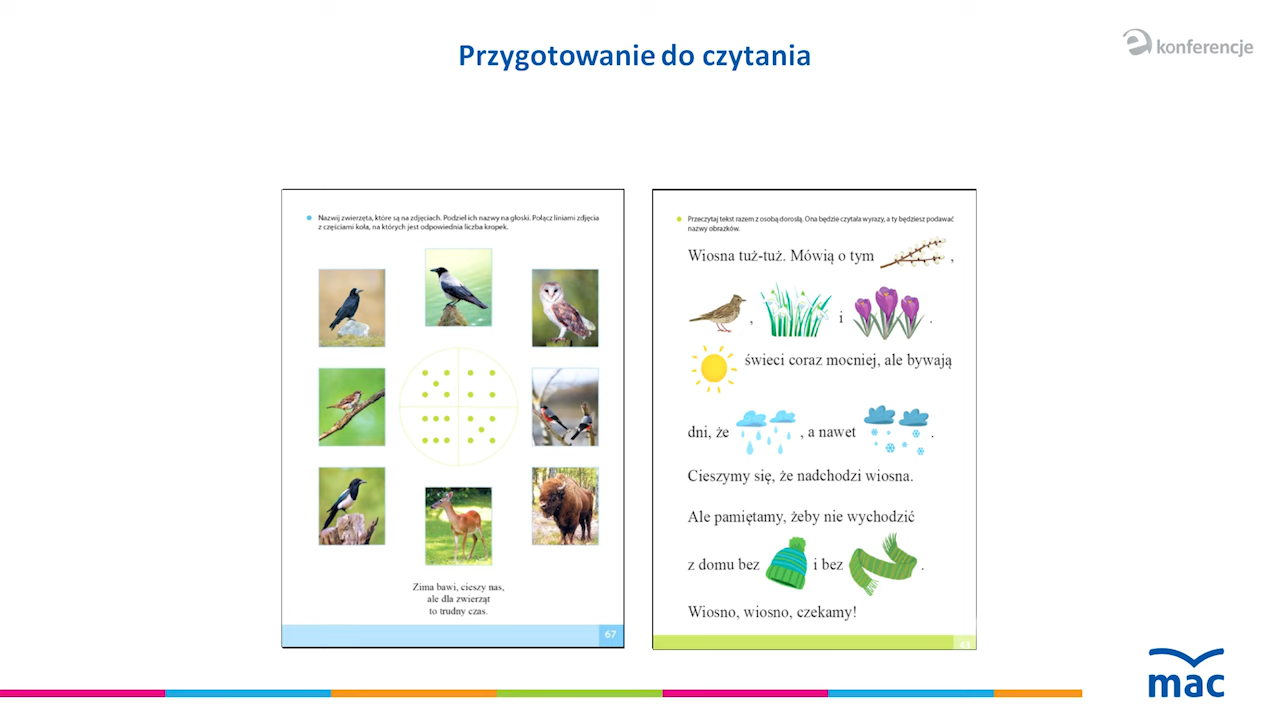 Przygotowanie do czytania
e konferencje
Nazwij zwierzęta, które są na zdjęciach. Podziel ich nazwy na głoski. Połącz liniami zdjęcia
z częściami koła, na których jest odpowiednia liczba kropek.
Zima bawi, cieszy nas,
ale dla zwierząt
to trudny czas.
67
Przeczytaj tekst razem z osobą dorosłą. Ona będzie czytała wyrazy, a ty będziesz podawać
nazwy obrazków.
Wiosna tuż-tuż. Mówią o tym ,
, i .
świeci coraz mocniej, ale bywają
dni, że , a nawet .
Cieszymy się, że nadchodzi wiosna.
Ale pamiętamy, żeby nie wychodzić
z domu bez i bez .
Wiosno, wiosno, czekamy!
43
mac